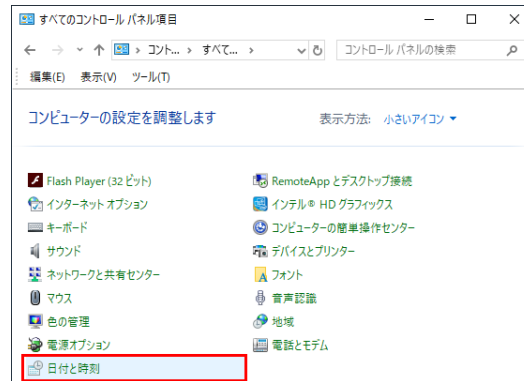 すべてのコントロール パネル項目
コント... すべて... コントロール パネルの検索
編集(E) 表示(V) ツール(T)
コンピューターの設定を調整します 表示方法: 小さいアイコン
Flash Player (32 ビット) RemoteApp とデスクトップ接続
インターネット オプション インテル® HD グラフィックス
キーボード コンピューターの簡単操作センター
サウンド デバイスとプリンター
ネットワークと共有センター フォント
マウス 音声認識
色の管理 地域
電源オプション 電話とモデム
日付と時刻